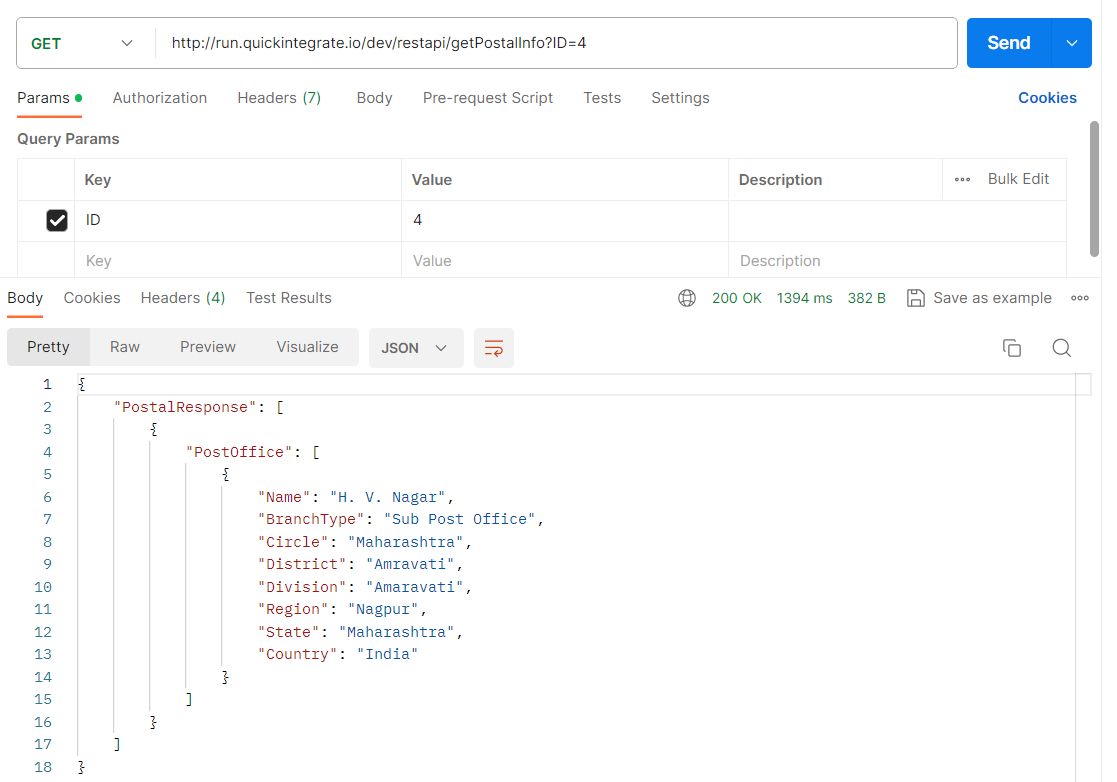 GET http://run.quickintegrate.io/dev/restapi/getPostalInfo?ID=4 Send
Params Authorization Headers (7) Body Pre-request Script Tests Settings Cookies
Query Params
Key Value Description Bulk Edit
ID 4
Key Value Description
Body Cookies Headers (4) Test Results 200 OK 1394 ms 382 B Save as example
Pretty Raw Preview Visualize JSON
1 {
2 "PostalResponse": [
3 {
4 "PostOffice": [
5 {
6 "Name": "H. V. Nagar",
7 "BranchType": "Sub Post Office",
8 "Circle": "Maharashtra",
9 "District": "Amravati",
10 "Division": "Amaravati",
11 "Region": "Nagpur",
12 "State": "Maharashtra",
13 "Country": "India"
14 }
15 ]
16 }
17 ]
18 }